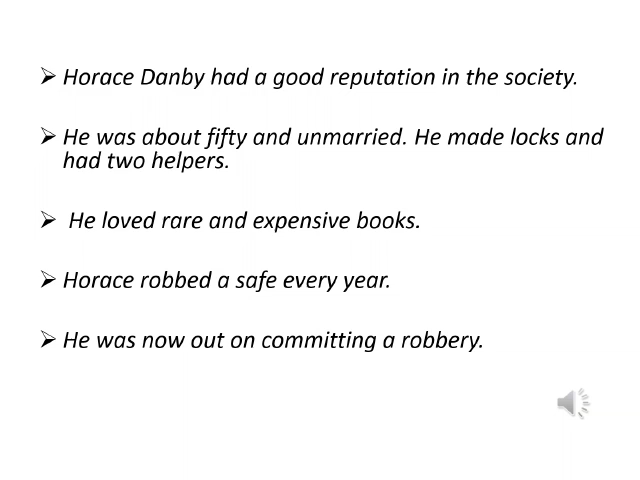 ➢ Horace Danby had a good reputation in the society.
➢ He was about fifty and unmarried. He made locks and
had two helpers.
➢ He loved rare and expensive books.
➢ Horace robbed a safe every year.
➢ He was now out on committing a robbery.